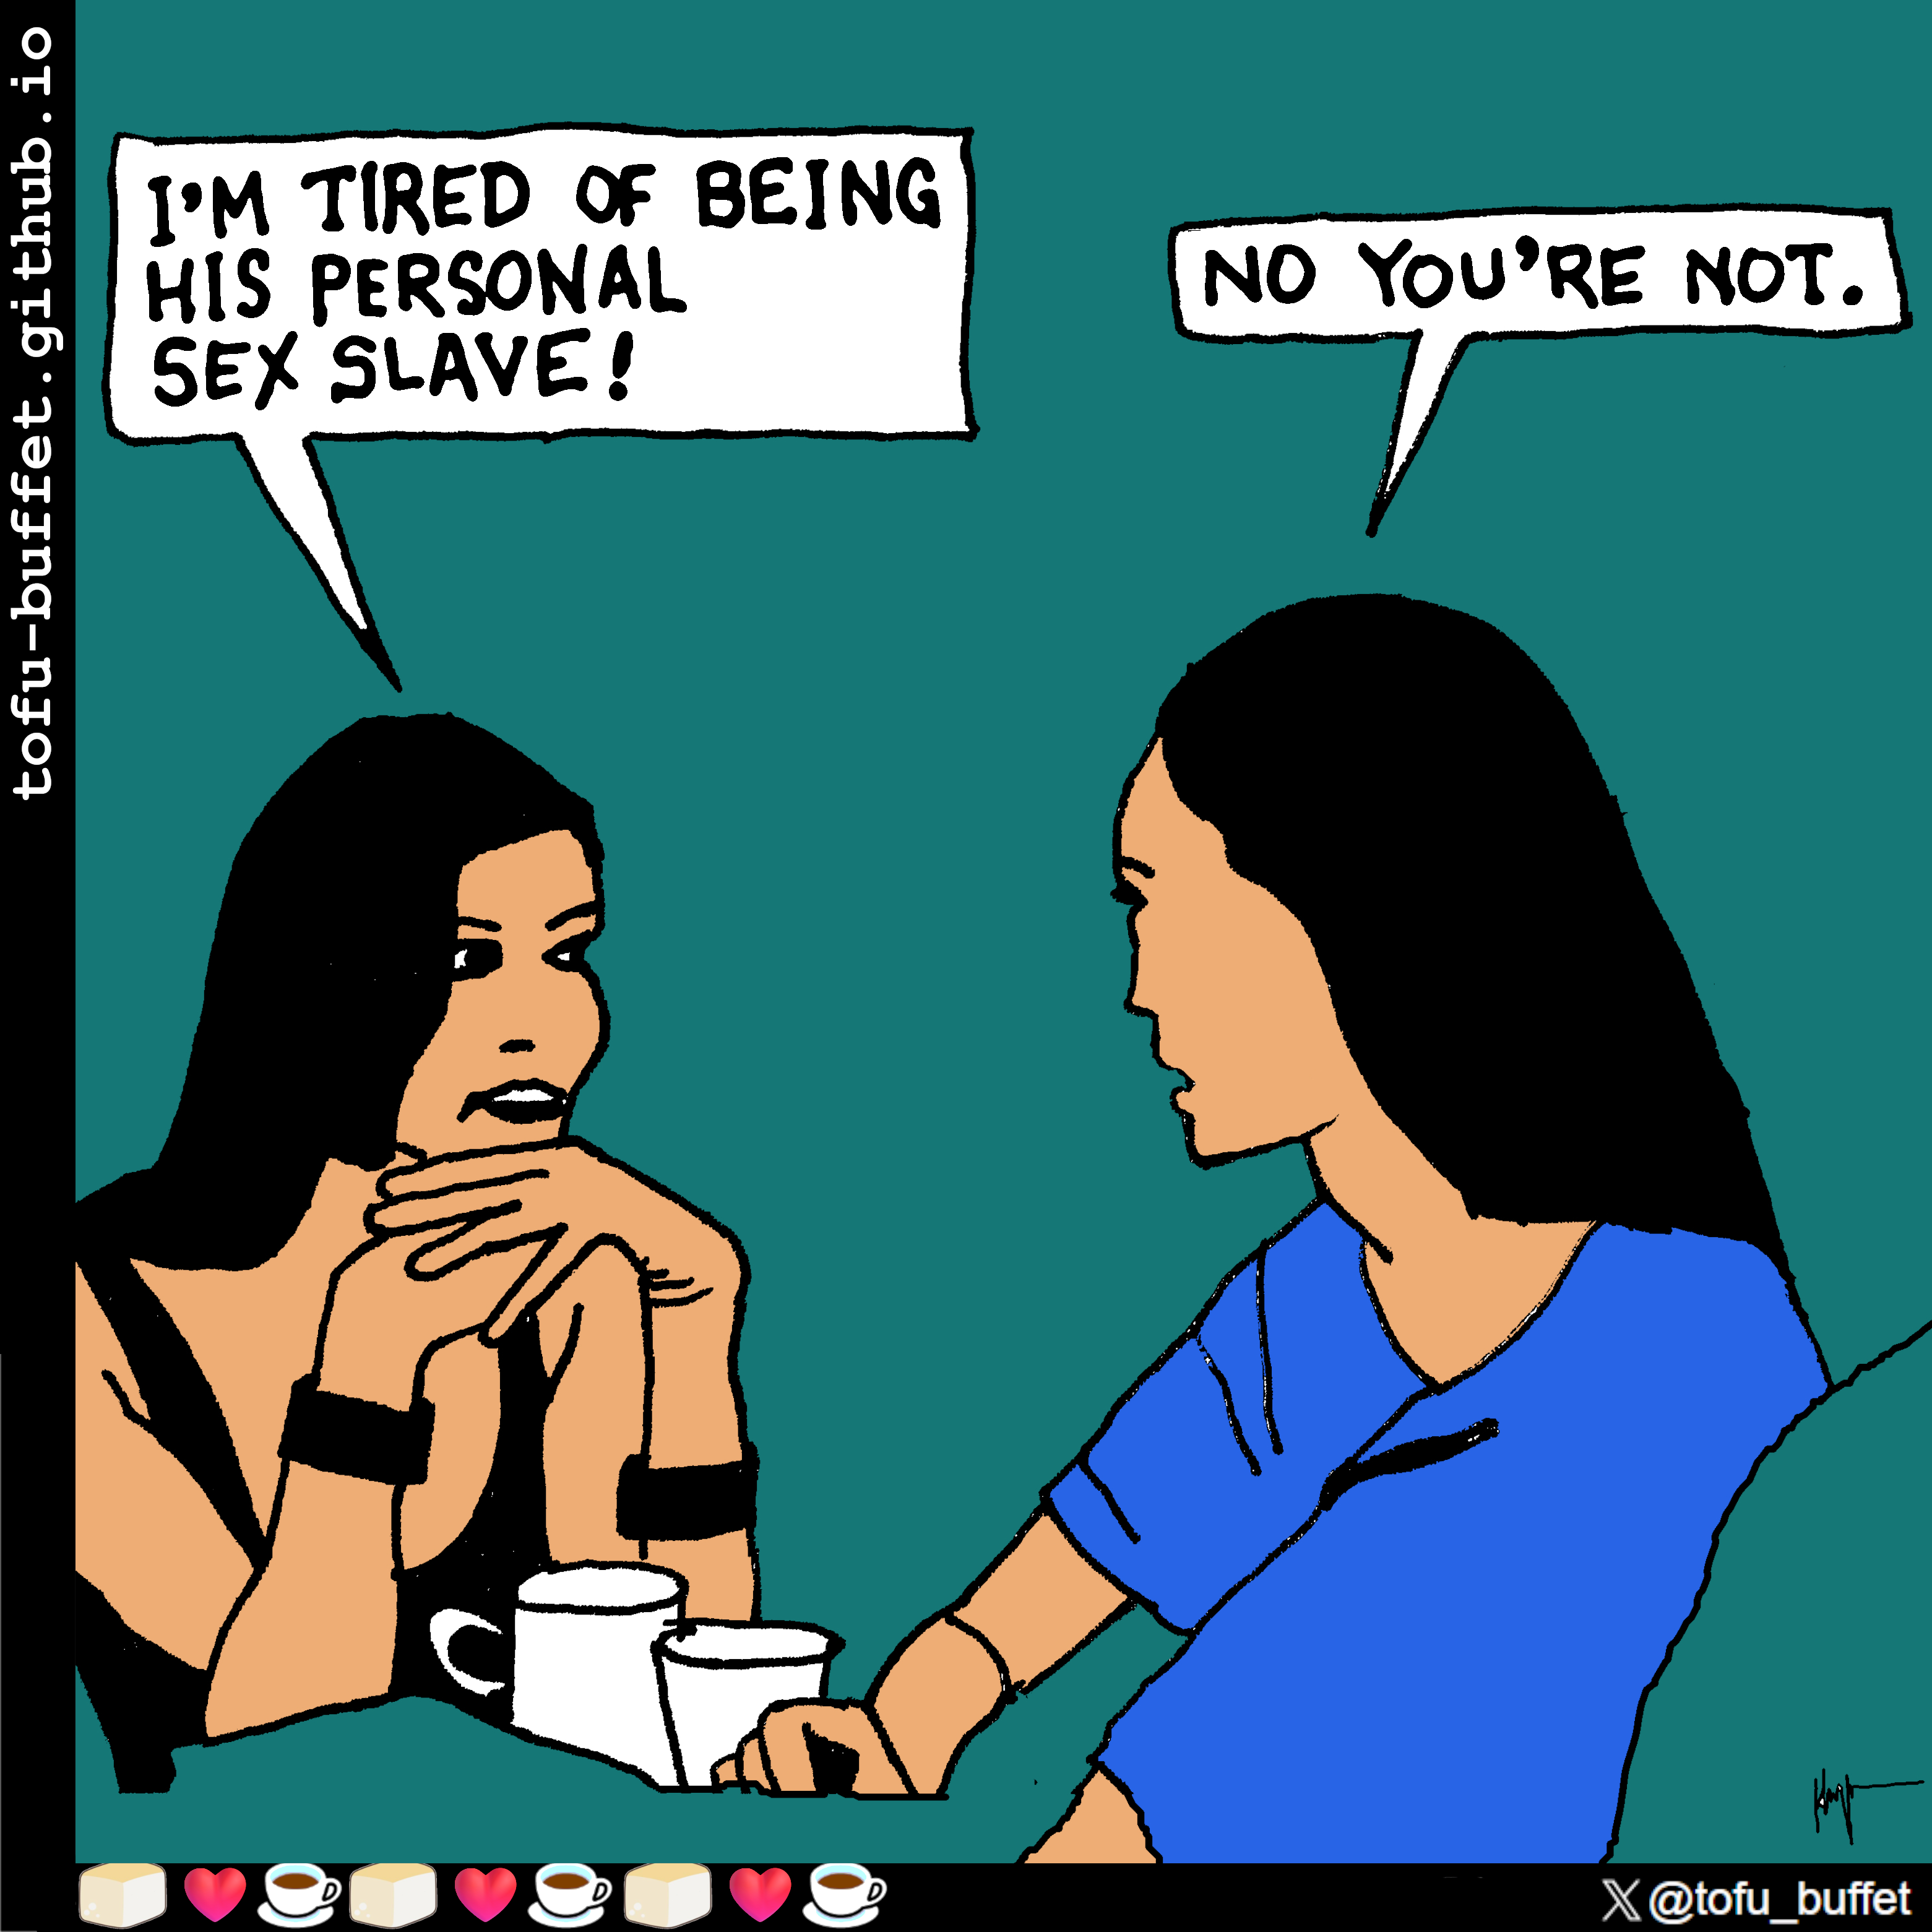 tofu-buffet.github.io
I'M TIRED OF BEING
HIS PERSONAL
SEX SLAVE!
NO YOU'RE NOT.
𝕏 @tofu_buffet